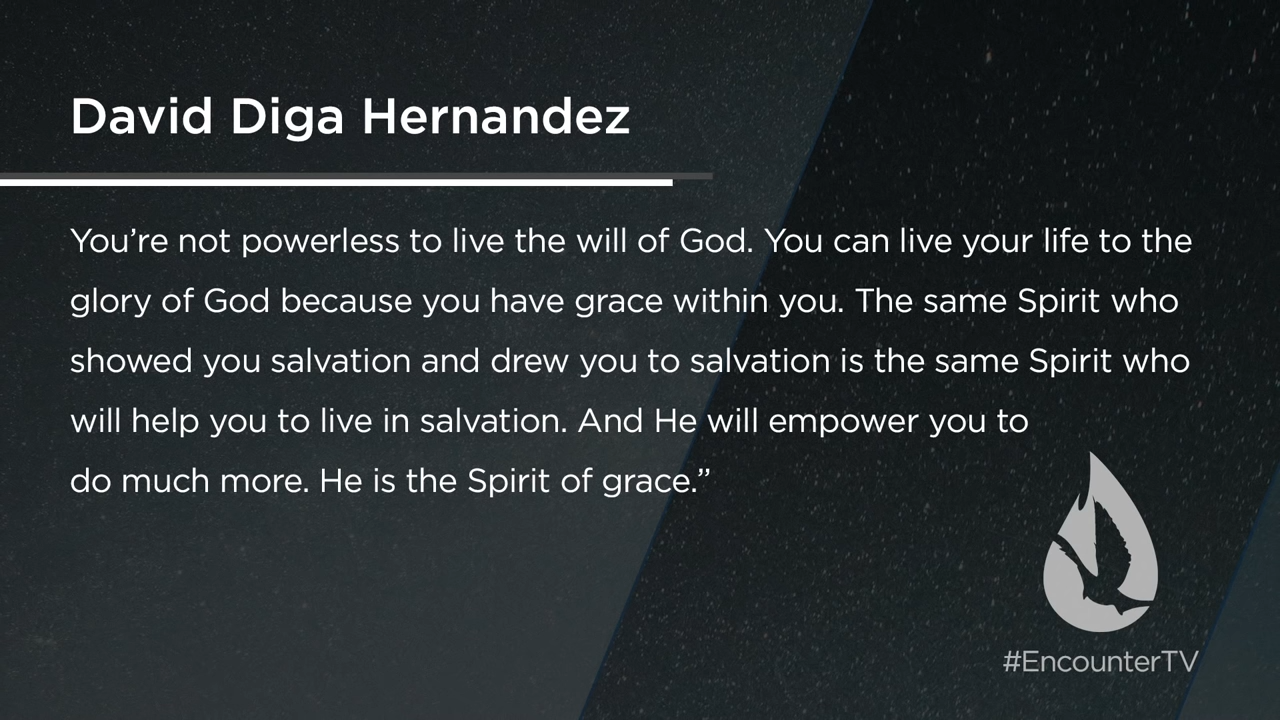 David Diga Hernandez
You’re not powerless to live the will of God. You can live your life to the
glory of God because you have grace within you. The same Spirit who
showed you salvation and drew you to salvation is the same Spirit who
will help you to live in salvation. And He will empower you to
do much more. He is the Spirit of grace.”
#EncounterTV